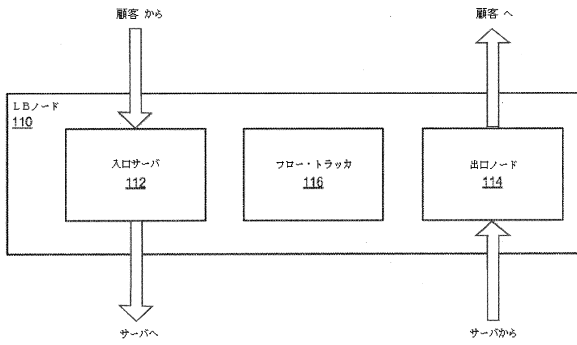 顧客 から
顧客 へ
LBノード
110
入口サーバ
112
フロー・トラッカ
116
出口ノード
114
サーバへ
サーバから